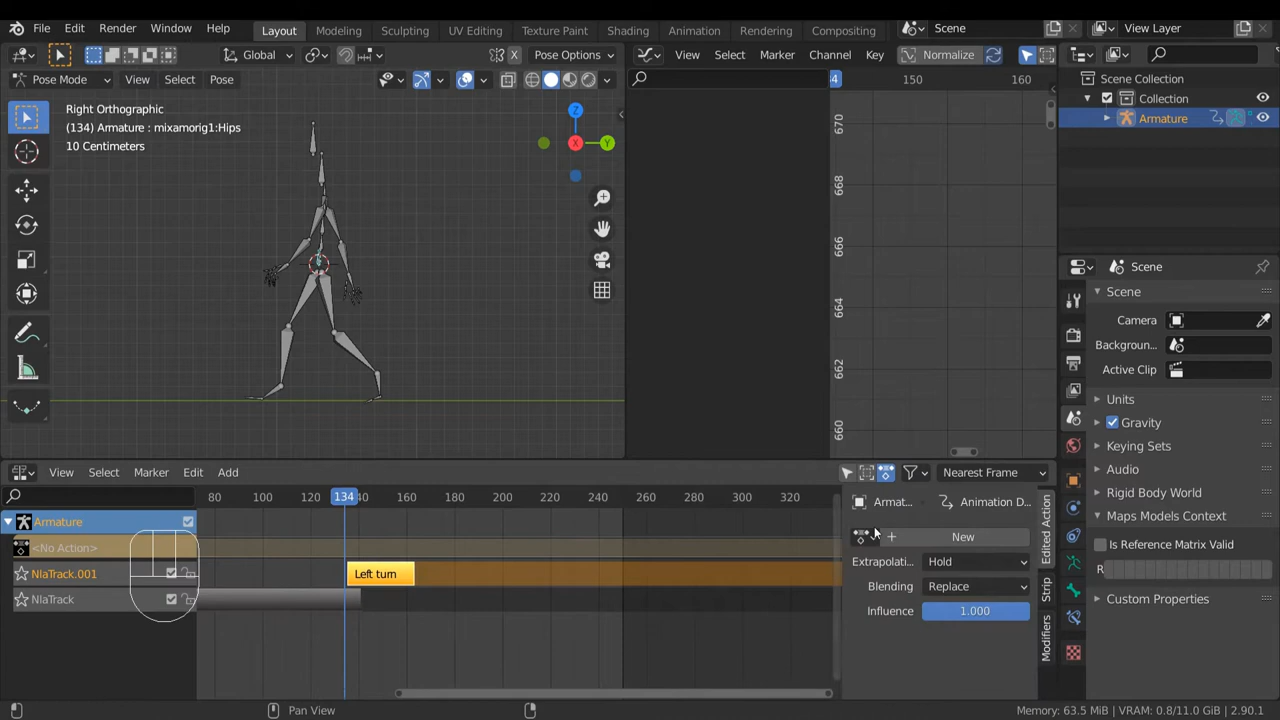 File Edit Render Window Help Layout Modeling Sculpting UV Editing Texture Paint Shading Animation Rendering Compositing Scene View Layer
Global Pose Options View Select Marker Channel Key Normalize
Pose Mode View Select Pose 34 150 160 Scene Collection
Collection
Armature
Right Orthographic
(134) Armature : mixamorig1:Hips
10 Centimeters
Z
X
Y
670
668
666
664
662
660
Scene
Scene
Camera
Backgroun...
Active Clip
Units
Gravity
Keying Sets
Audio
Rigid Body World
Maps Models Context
Is Reference Matrix Valid
R
Custom Properties
View Select Marker Edit Add Nearest Frame
80 100 120 134 40 160 180 200 220 240 260 280 300 320
Armature
<No Action>
NlaTrack.001 Left turn
NlaTrack
Armat... Animation D...
New
Extrapolati... Hold
Blending Replace
Influence 1.000
Edited Action
Strip
Modifiers
Pan View Memory: 63.5 MiB | VRAM: 0.8/11.0 GiB | 2.90.1